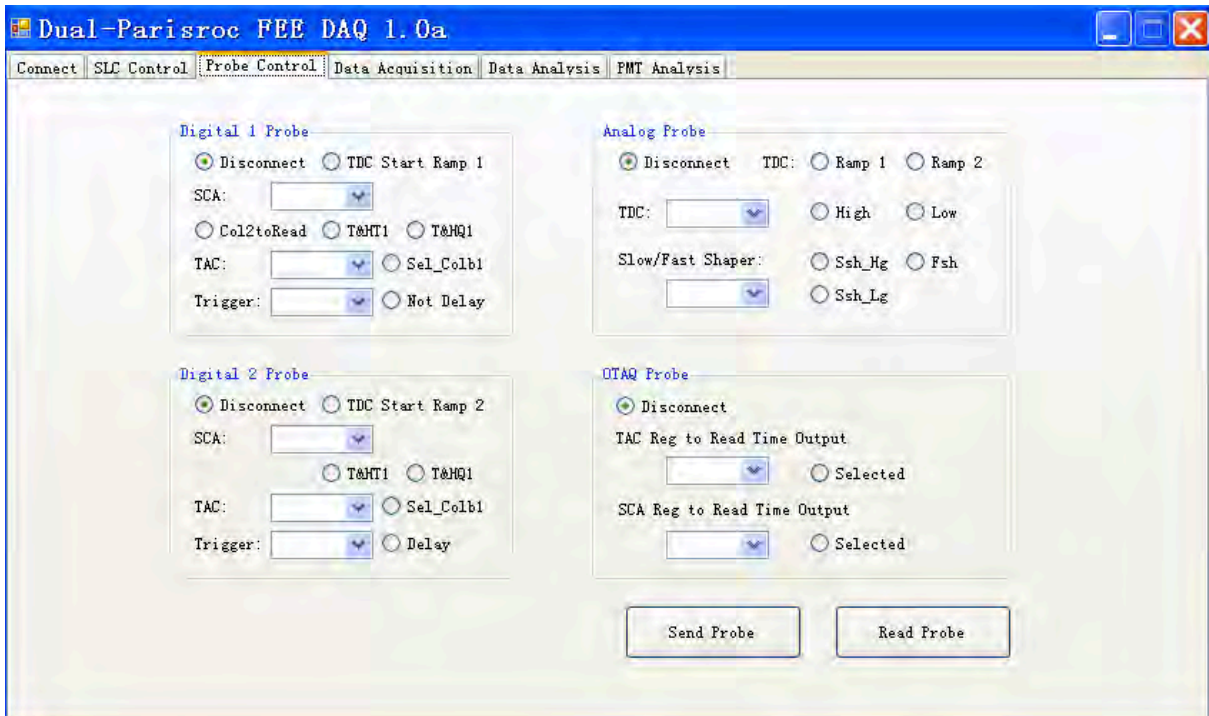 Dual-Parisroc FEE DAQ 1.0a
Connect SLC Control Probe Control Data Acquisition Data Analysis PMT Analysis
Digital 1 Probe
Disconnect TDC Start Ramp 1
SCA:
Col2toRead T&HT1 T&HQ1
TAC: Sel_Colb1
Trigger: Not Delay
Analog Probe
Disconnect TDC: Ramp 1 Ramp 2
TDC: High Low
Slow/Fast Shaper: Ssh_Hg Fsh
Ssh_Lg
Digital 2 Probe
Disconnect TDC Start Ramp 2
SCA:
T&HT1 T&HQ1
TAC: Sel_Colb1
Trigger: Delay
OTAQ Probe
Disconnect
TAC Reg to Read Time Output
Selected
SCA Reg to Read Time Output
Selected
Send Probe Read Probe